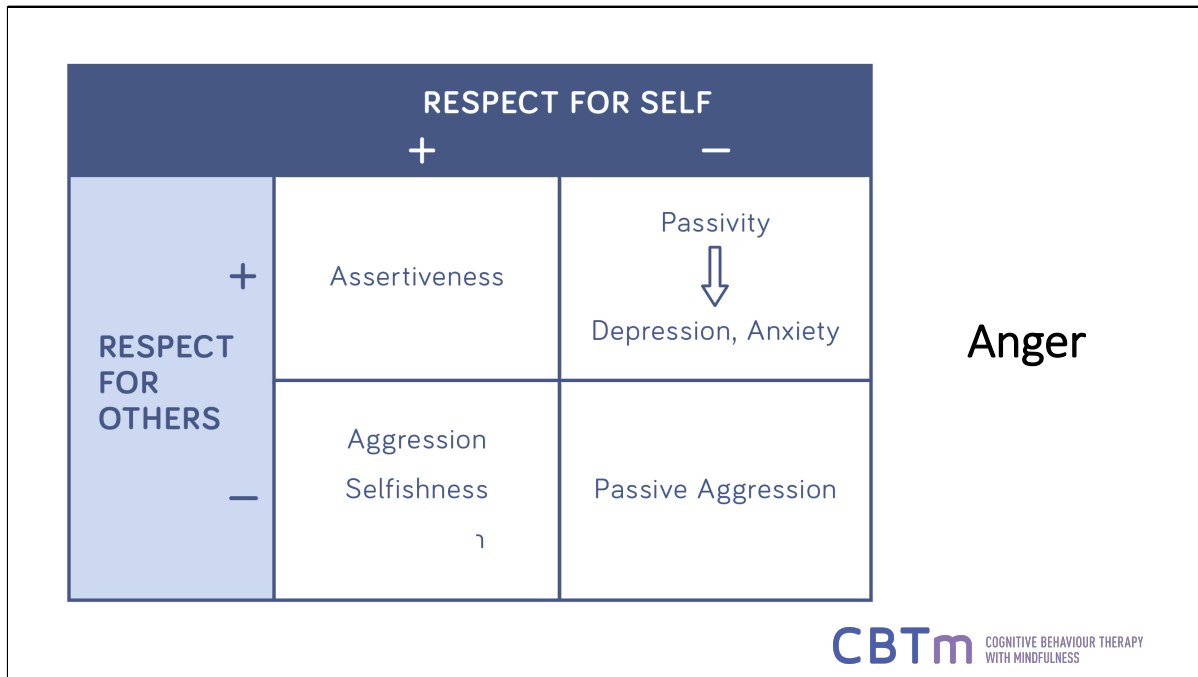 RESPECT FOR SELF
+ −
Assertiveness
Passivity
Depression, Anxiety
+
RESPECT
FOR
OTHERS
−
Aggression
Selfishness
Passive Aggression
Anger
CBTm COGNITIVE BEHAVIOUR THERAPY
WITH MINDFULNESS